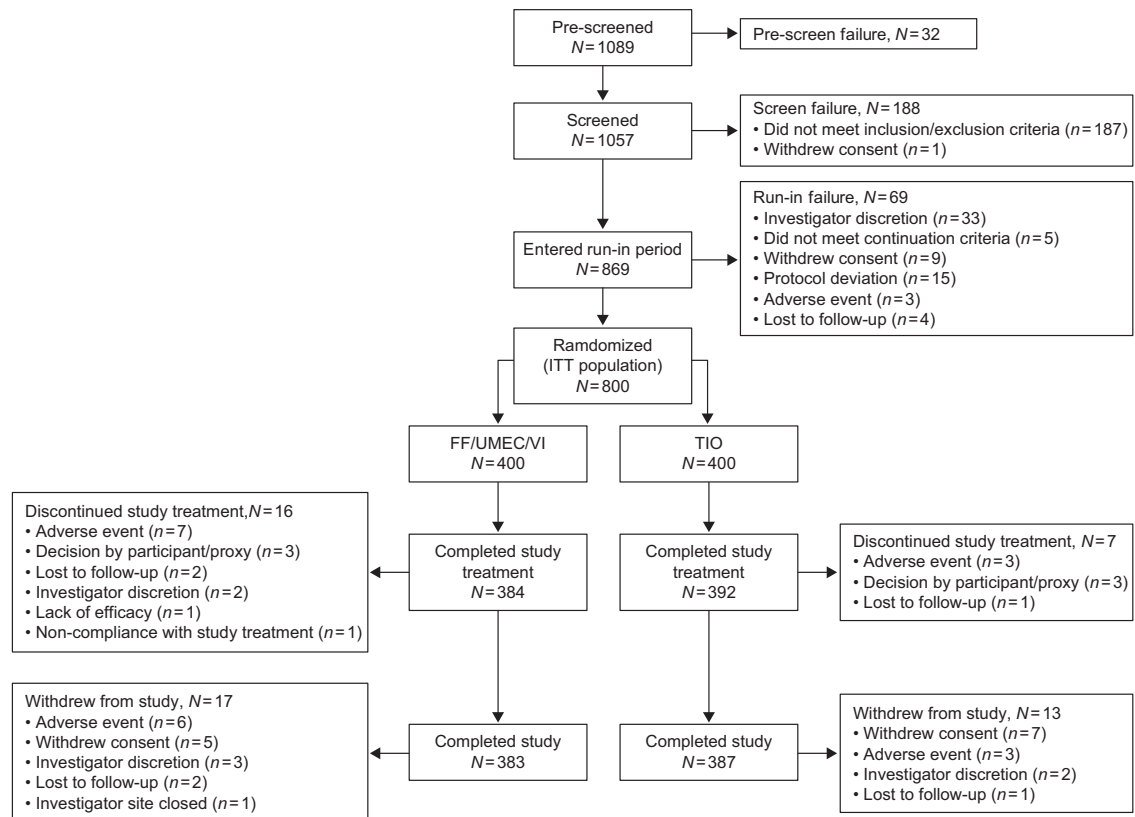 Pre-screened
N=1089
Pre-screen failure, N=32
Screened
N=1057
Screen failure, N=188
• Did not meet inclusion/exclusion criteria (n=187)
• Withdrew consent (n=1)
Entered run-in period
N=869
Run-in failure, N=69
• Investigator discretion (n=33)
• Did not meet continuation criteria (n=5)
• Withdrew consent (n=9)
• Protocol deviation (n=15)
• Adverse event (n=3)
• Lost to follow-up (n=4)
Ramdomized
(ITT population)
N=800
FF/UMEC/VI
N=400
TIO
N=400
Discontinued study treatment,N=16
• Adverse event (n=7)
• Decision by participant/proxy (n=3)
• Lost to follow-up (n=2)
• Investigator discretion (n=2)
• Lack of efficacy (n=1)
• Non-compliance with study treatment (n=1)
Completed study
treatment
N=384
Completed study
treatment
N=392
Discontinued study treatment, N=7
• Adverse event (n=3)
• Decision by participant/proxy (n=3)
• Lost to follow-up (n=1)
Withdrew from study, N=17
• Adverse event (n=6)
• Withdrew consent (n=5)
• Investigator discretion (n=3)
• Lost to follow-up (n=2)
• Investigator site closed (n=1)
Completed study
N=383
Completed study
N=387
Withdrew from study, N=13
• Withdrew consent (n=7)
• Adverse event (n=3)
• Investigator discretion (n=2)
• Lost to follow-up (n=1)